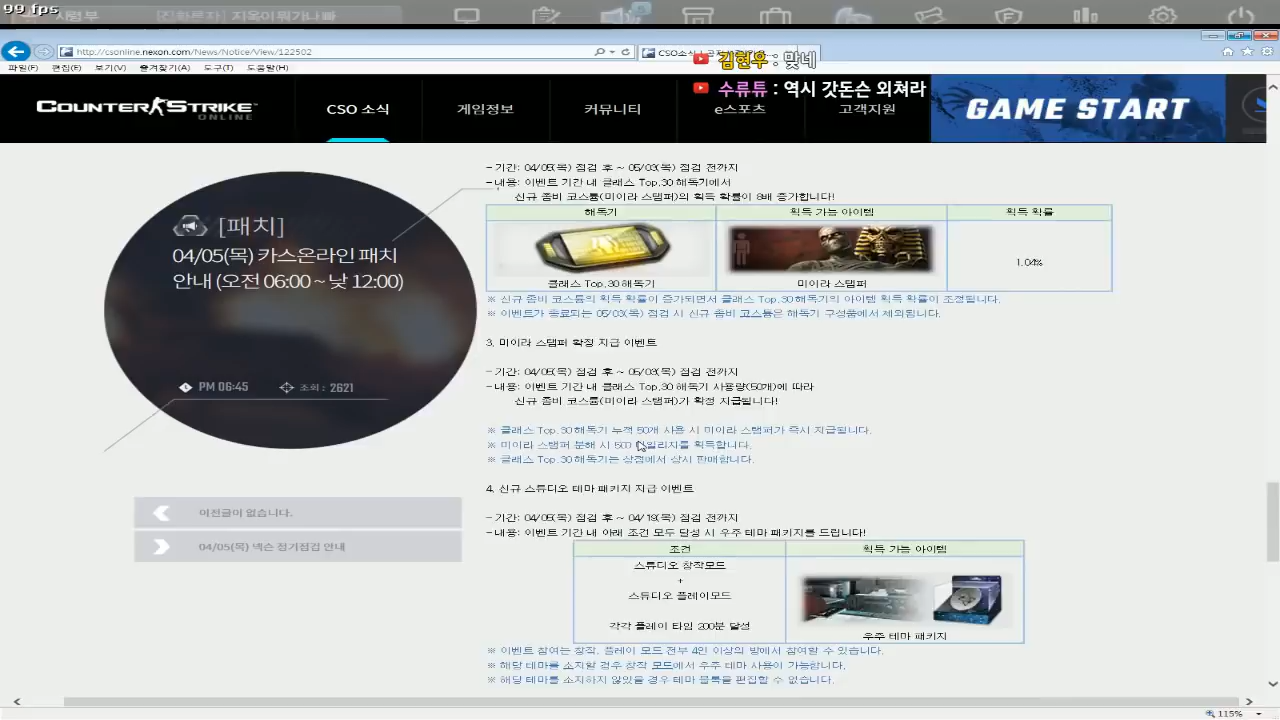 99 fps
사령부
http://csonline.nexon.com/News/Notice/View/122502
파일(F) 편집(E) 보기(V) 즐겨찾기(A) 도구(T) 도움말(H)
김현우 : 맞네
수류튜 : 역시 갓돈슨 외쳐라
COUNTER STRIKE ONLINE
CSO 소식
게임정보
커뮤니티
e스포츠
고객지원
GAME START
[패치]
04/05(목) 카스온라인 패치
안내 (오전 06:00 ~ 낮 12:00)
PM 06:45 조회 : 2621
이전글이 없습니다.
04/05(목) 넥슨 정기점검 안내
- 기간: 04/05(목) 점검 후 ~ 05/03(목) 점검 전까지
- 내용: 이벤트 기간 내 클래스 Top.30 해독기에서
신규 좀비 코스튬(미이라 스탬퍼)의 획득 확률이 8배 증가합니다!
해독기 획득 가능 아이템 획득 확률
클래스 Top.30 해독기 미이라 스탬퍼 1.04%
※ 신규 좀비 코스튬의 획득 확률이 증가되면서 클래스 Top.30 해독기의 아이템 획득 확률이 조정됩니다.
※ 이벤트가 종료되는 05/03(목) 점검 시 신규 좀비 코스튬은 해독기 구성품에서 제외됩니다.
3. 미이라 스탬퍼 확정 지급 이벤트
- 기간: 04/05(목) 점검 후 ~ 05/03(목) 점검 전까지
- 내용: 이벤트 기간 내 클래스 Top.30 해독기 사용량(50개)에 따라
신규 좀비 코스튬(미이라 스탬퍼)가 확정 지급됩니다!
※ 클래스 Top.30 해독기 누적 50개 사용 시 미이라 스탬퍼가 즉시 지급됩니다.
※ 미이라 스탬퍼 분해 시 500 마일리지를 획득합니다.
※ 클래스 Top.30 해독기는 상점에서 상시 판매합니다.
4. 신규 스튜디오 테마 패키지 지급 이벤트
- 기간: 04/05(목) 점검 후 ~ 04/19(목) 점검 전까지
- 내용: 이벤트 기간 내 아래 조건 모두 달성 시 우주 테마 패키지를 드립니다!
조건 획득 가능 아이템
스튜디오 창작모드
+
스튜디오 플레이모드
각각 플레이 타임 200분 달성
우주 테마 패키지
※ 이벤트 참여는 창작, 플레이 모드 전부 4인 이상의 방에서 참여할 수 있습니다.
※ 해당 테마를 소지할 경우 창작 모드에서 우주 테마 사용이 가능합니다.
※ 해당 테마를 소지하지 않았을 경우 테마 블록을 편집할 수 없습니다.
115%